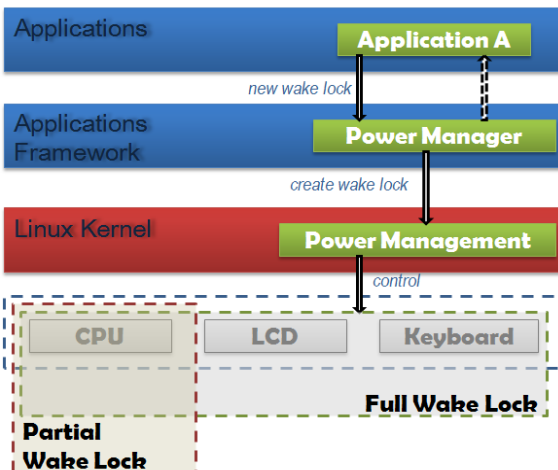 Applications
Application A
new wake lock
Applications
Framework
Power Manager
create wake lock
Linux Kernel
Power Management
control
CPU
LCD
Keyboard
Full Wake Lock
Partial
Wake Lock